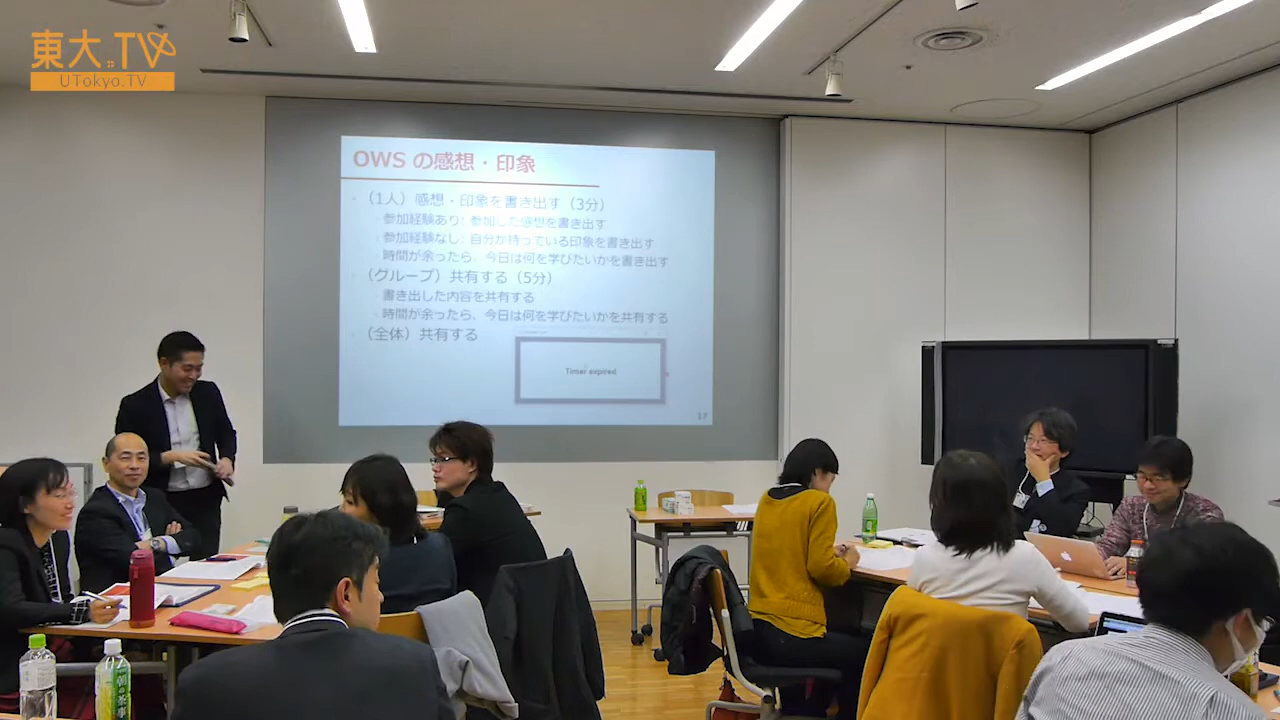 東大.TV
UTokyo.TV
OWS の感想・印象
（1人）感想・印象を書き出す（3分）
参加経験あり: 参加した感想を書き出す
参加経験なし: 自分が持っている印象を書き出す
時間が余ったら、今日は何を学びたいかを書き出す
（グループ）共有する（5分）
書き出した内容を共有する
時間が余ったら、今日は何を学びたいかを共有する
（全体）共有する
Timer expired
17
朝の茶事